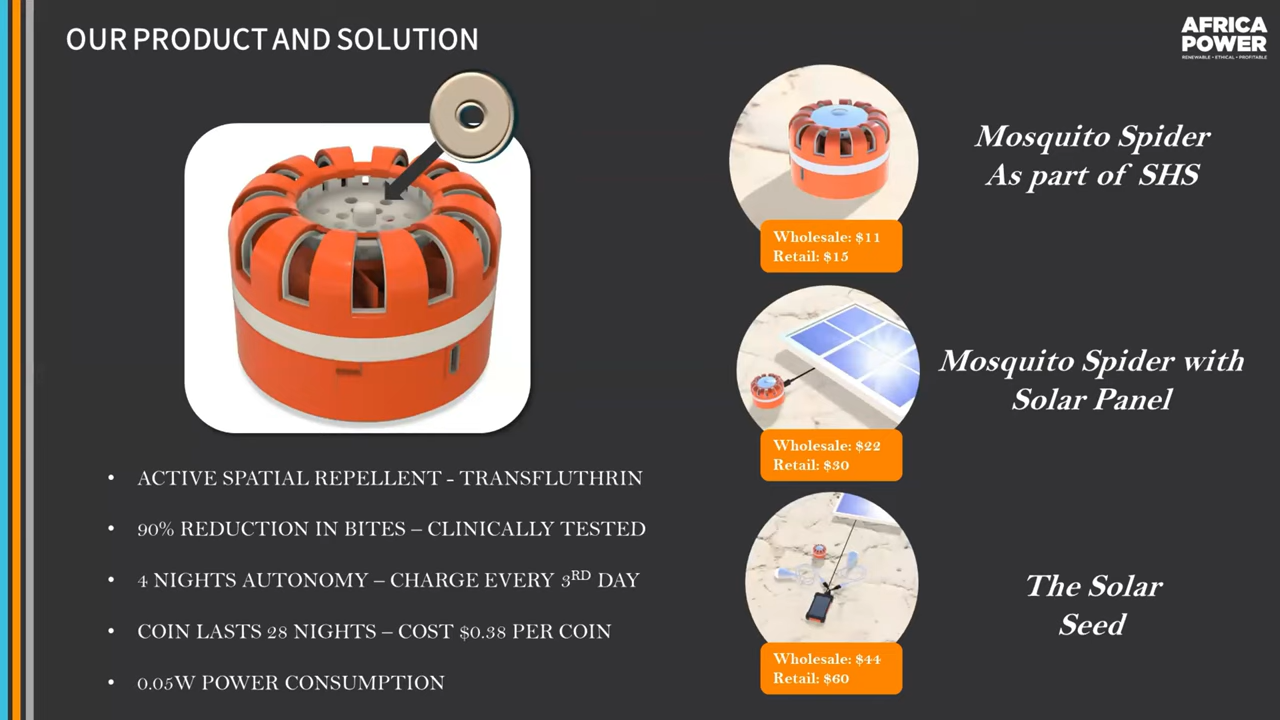 OUR PRODUCT AND SOLUTION
AFRICA
POWER
RENEWABLE • ETHICAL • PROFITABLE
Mosquito Spider
As part of SHS
Wholesale: $11
Retail: $15
Mosquito Spider with
Solar Panel
Wholesale: $22
Retail: $30
The Solar
Seed
Wholesale: $44
Retail: $60
• ACTIVE SPATIAL REPELLENT - TRANSFLUTHRIN
• 90% REDUCTION IN BITES – CLINICALLY TESTED
• 4 NIGHTS AUTONOMY – CHARGE EVERY 3RD DAY
• COIN LASTS 28 NIGHTS – COST $0.38 PER COIN
• 0.05W POWER CONSUMPTION